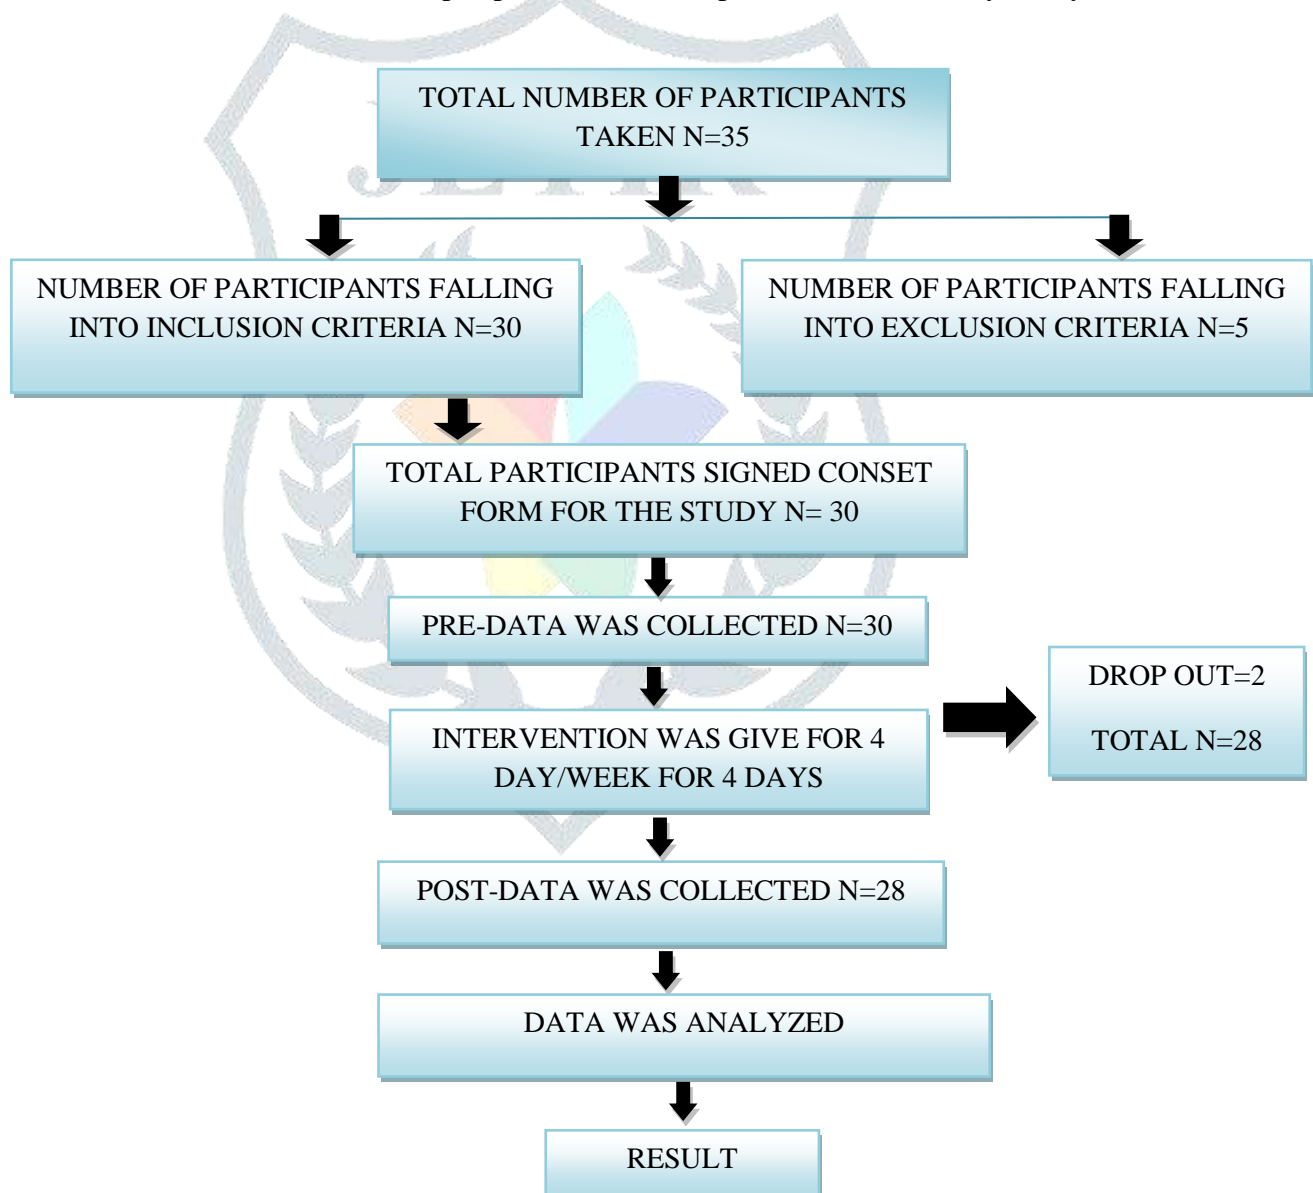 TOTAL NUMBER OF PARTICIPANTS
TAKEN N=35
NUMBER OF PARTICIPANTS FALLING
INTO INCLUSION CRITERIA N=30
NUMBER OF PARTICIPANTS FALLING
INTO EXCLUSION CRITERIA N=5
TOTAL PARTICIPANTS SIGNED CONSET
FORM FOR THE STUDY N= 30
PRE-DATA WAS COLLECTED N=30
DROP OUT=2
TOTAL N=28
INTERVENTION WAS GIVE FOR 4
DAY/WEEK FOR 4 DAYS
POST-DATA WAS COLLECTED N=28
DATA WAS ANALYZED
RESULT